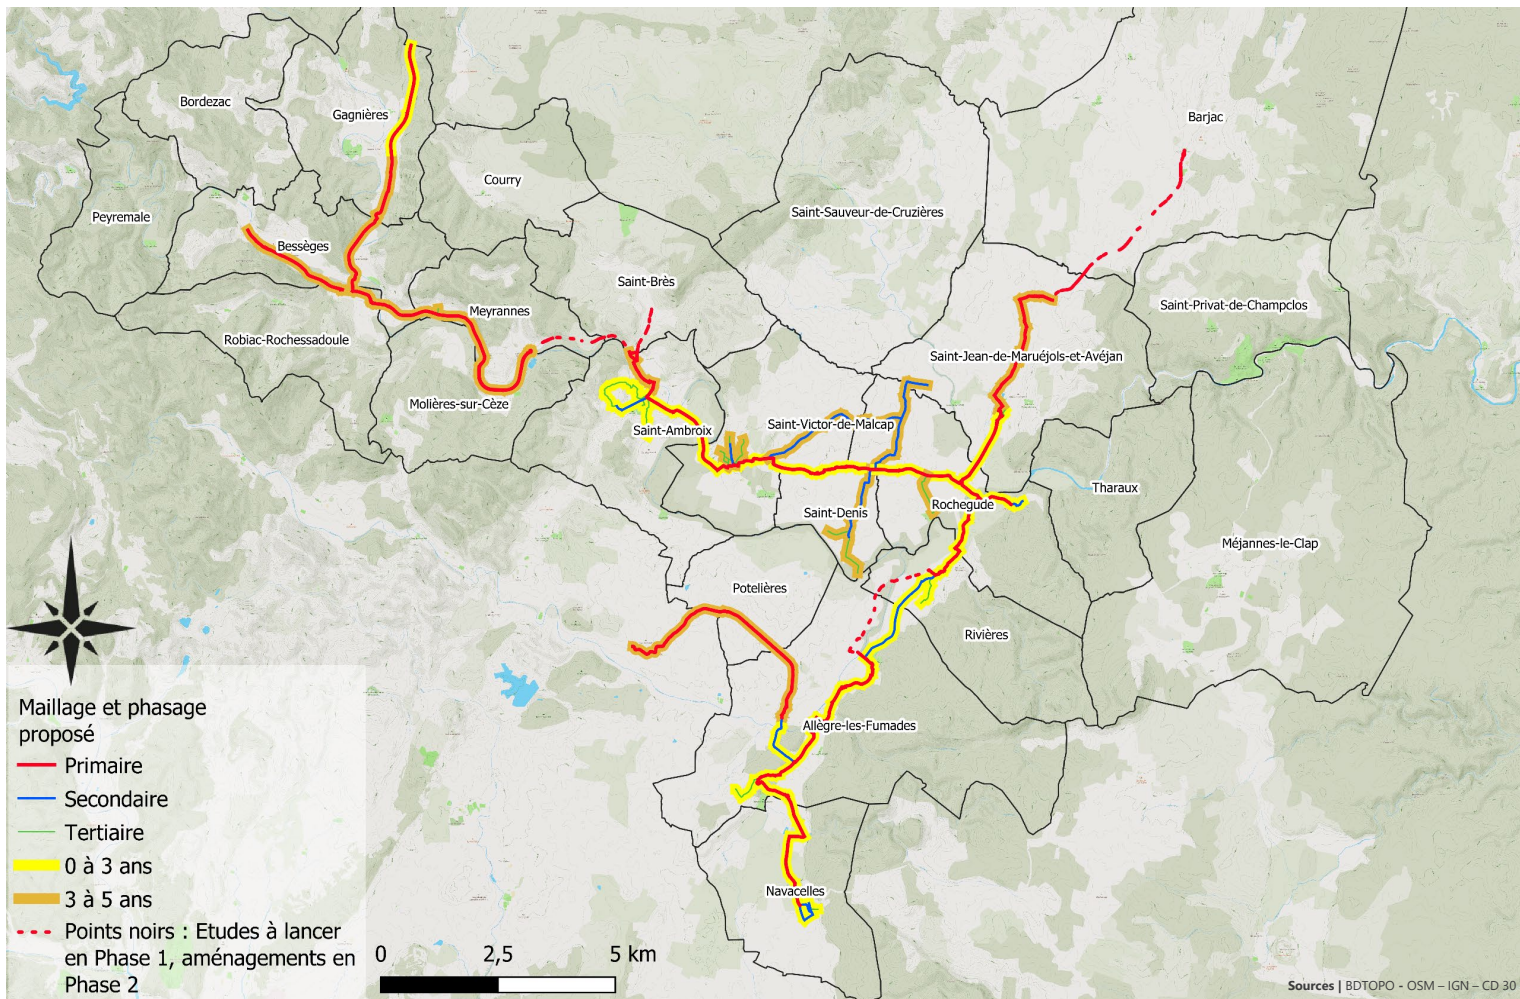 Bordezac
Gagnières
Barjac
Courry
Peyremale
Saint-Sauveur-de-Cruzières
Bessèges
Saint-Brès
Saint-Privat-de-Champclos
Meyrannes
Robiac-Rochessadoule
Saint-Jean-de-Maruéjols-et-Avéjan
Molières-sur-Cèze
Saint-Victor-de-Malcap
Saint-Ambroix
Tharaux
Rochegude
Saint-Denis
Méjannes-le-Clap
Potelières
Rivières
Allègre-les-Fumades
Navacelles
Maillage et phasage
proposé
Primaire
Secondaire
Tertiaire
0 à 3 ans
3 à 5 ans
Points noirs : Etudes à lancer
en Phase 1, aménagements en
Phase 2
0 2,5 5 km
Sources | BDTOPO - OSM – IGN – CD 30